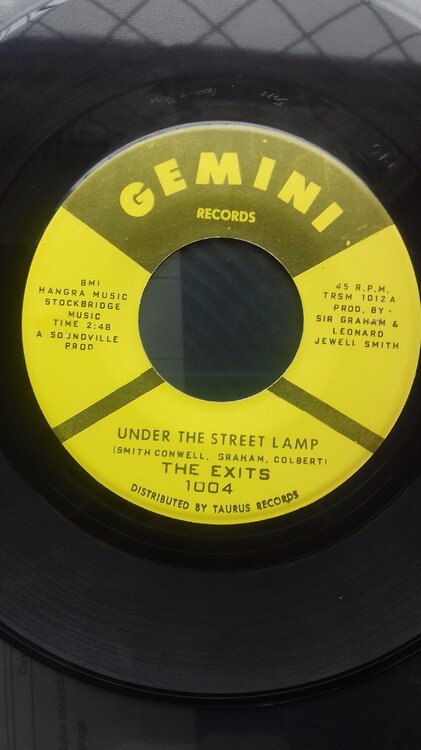 GEMINI
RECORDS
BMI
HANGRA MUSIC
STOCKBRIDGE
MUSIC
TIME 2:48
A SOUNDVILLE
PROD
45 R.P.M.
TRSM 1012 A
PROD. BY -
SIR GRAHAM &
LEONARD
JEWELL SMITH
UNDER THE STREET LAMP
(SMITH CONWELL, GRAHAM, COLBERT)
THE EXITS
1004
DISTRIBUTED BY TAURUS RECORDS